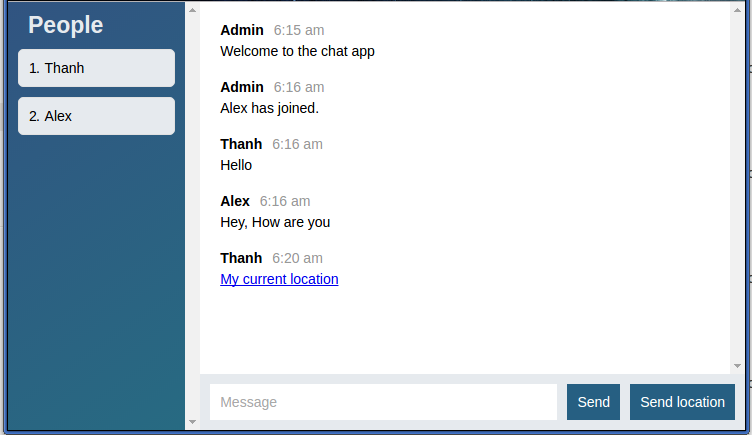 People
1. Thanh
2. Alex
Admin 6:15 am
Welcome to the chat app
Admin 6:16 am
Alex has joined.
Thanh 6:16 am
Hello
Alex 6:16 am
Hey, How are you
Thanh 6:20 am
My current location
Message Send Send location